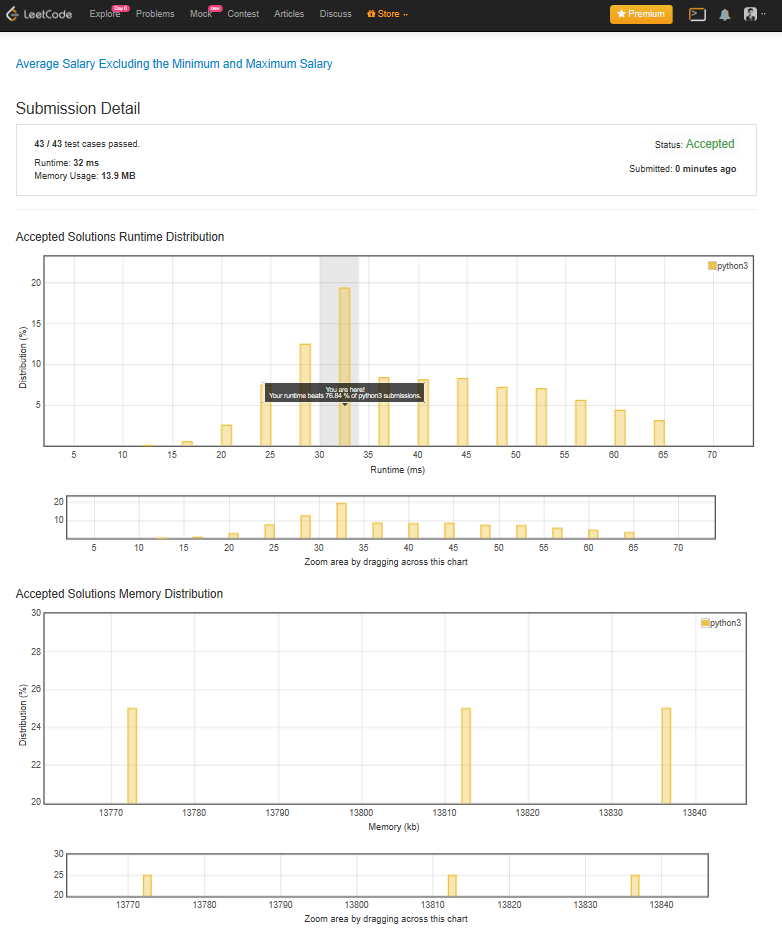 LeetCode Explore Day 6 Problems Mock new Contest Articles Discuss Store Premium
Average Salary Excluding the Minimum and Maximum Salary
Submission Detail
43 / 43 test cases passed.
Status: Accepted
Runtime: 32 ms
Submitted: 0 minutes ago
Memory Usage: 13.9 MB
Accepted Solutions Runtime Distribution
python3
20
15
10
5
Distribution (%)
You are here!
Your runtime beats 76.84 % of python3 submissions.
5 10 15 20 25 30 35 40 45 50 55 60 65 70
Runtime (ms)
20
10
5 10 15 20 25 30 35 40 45 50 55 60 65 70
Zoom area by dragging across this chart
Accepted Solutions Memory Distribution
python3
30
28
26
24
22
20
Distribution (%)
13770 13780 13790 13800 13810 13820 13830 13840
Memory (kb)
30
25
20
13770 13780 13790 13800 13810 13820 13830 13840
Zoom area by dragging across this chart